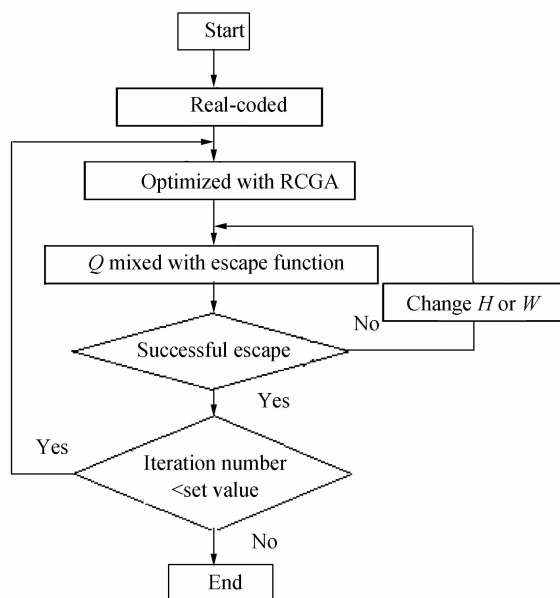 Start
Real-coded
Optimized with RCGA
Q mixed with escape function
Change H or W
No
Successful escape
Yes
Yes
Iteration number
<set value
No
End